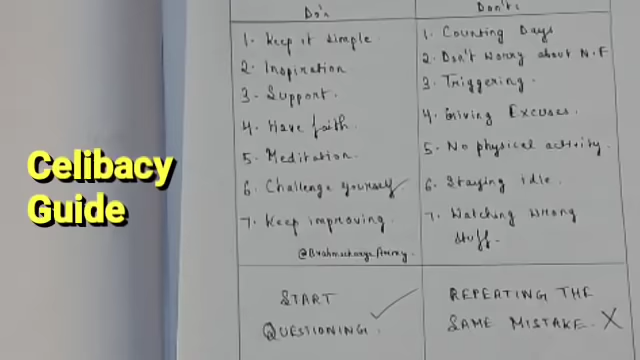 Do's
Don'ts
1. Keep it simple.
2. Inspiration
3. Support.
4. Have faith.
5. Meditation.
6. Challenge yourself
7. Keep improving.
@BrahmacharyaArmy.
1. Counting Days
2. Don't worry about N.F
3. Triggering.
4. Giving Excuses.
5. No physical activity.
6. Staying idle.
7. Watching wrong
stuff.
START
QUESTIONING.
REPEATING THE
SAME MISTAKE.
Celibacy
Guide